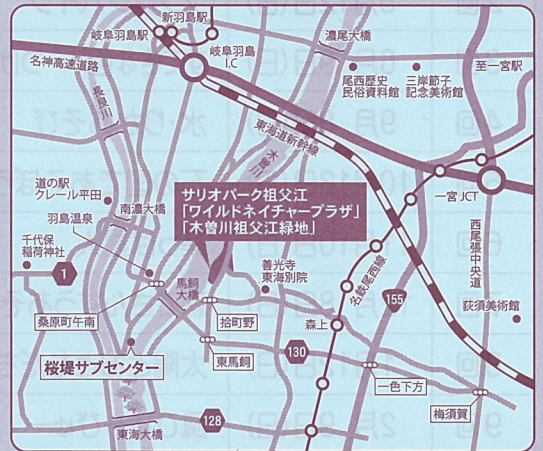 新羽島駅
岐阜羽島駅
岐阜羽島
I.C
濃尾大橋
名神高速道路
尾西歴史
民俗資料館
三岸節子
記念美術館
至一宮駅
長良川
東海道新幹線
木曽川
道の駅
クレール平田
サリオパーク祖父江
「ワイルドネイチャープラザ」
「木曽川祖父江緑地」
一宮 JCT
羽島温泉
南濃大橋
千代保
稲荷神社
1
馬飼
大橋
善光寺
東海別院
名鉄尾西線
155
西尾張中央道
荻須美術館
桑原町午南
拾町野
森上
桜堤サブセンター
東馬飼
130
一色下方
梅須賀
128
東海大橋